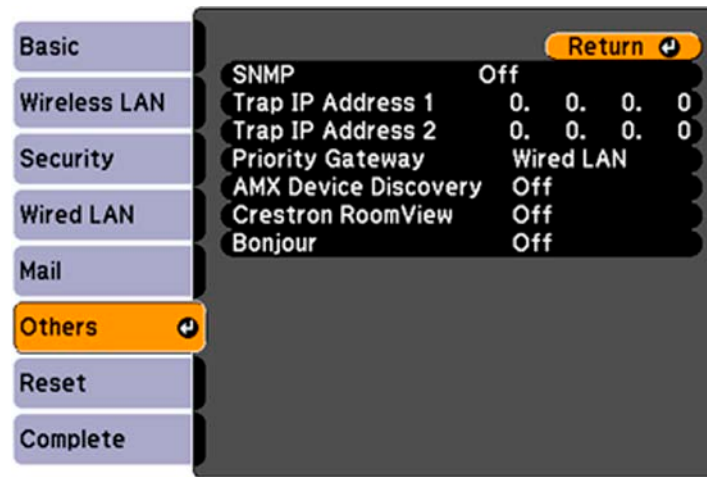 Basic
Wireless LAN
Security
Wired LAN
Mail
Others
Reset
Complete
Return
SNMP Off
Trap IP Address 1 0. 0. 0. 0
Trap IP Address 2 0. 0. 0. 0
Priority Gateway Wired LAN
AMX Device Discovery Off
Crestron RoomView Off
Bonjour Off